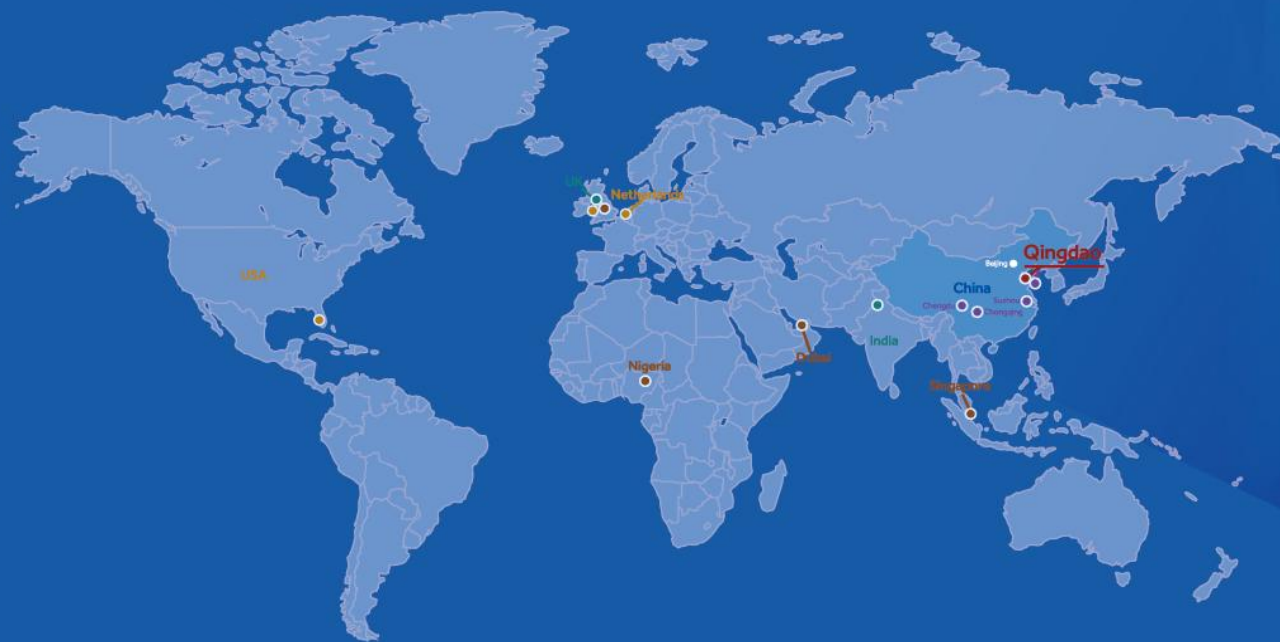 UK
Netherlands
Qingdao
Beijing
USA
China
Suzhou
Chengdu
Chongqing
India
Dubai
Nigeria
Singapore